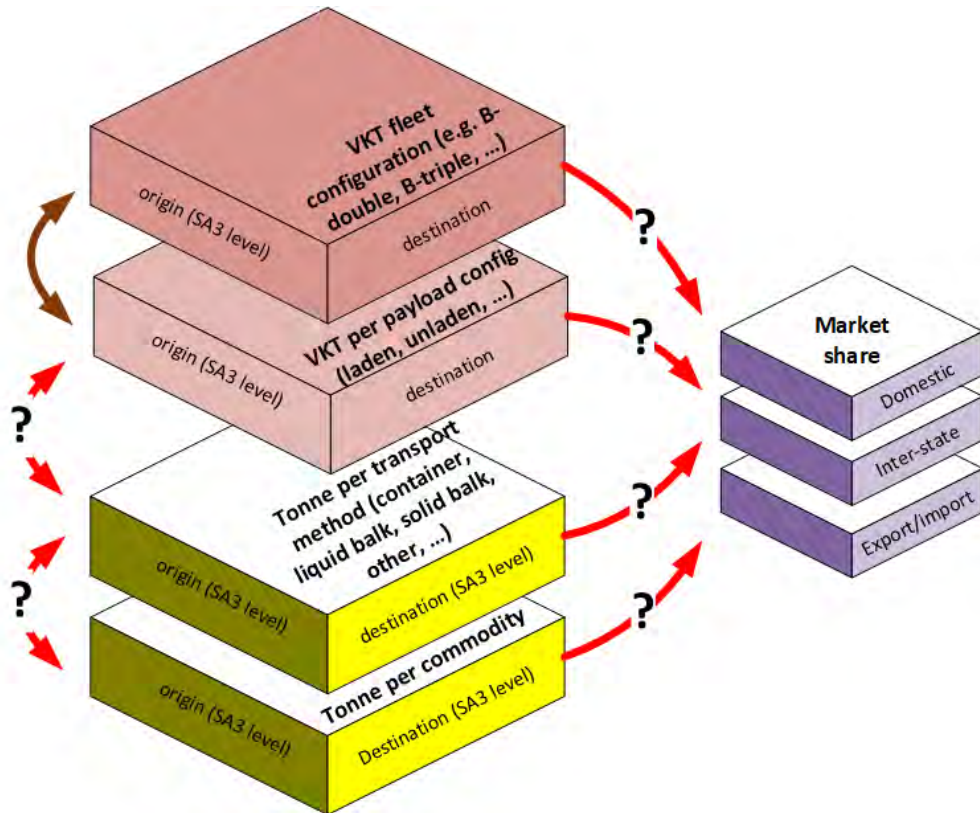 VKT fleet
configuration (e.g. B-
double, B-triple, ...)
origin (SA3 level)
destination
?
VKT per payload config
(laden, unladen, ...)
origin (SA3 level)
destination
?
Market
share
Domestic
Inter-state
Export/Import
?
Tonne per transport
method (container,
liquid balk, solid balk,
other, ...)
origin (SA3 level)
destination (SA3 level)
?
?
Tonne per commodity
origin (SA3 level)
Destination (SA3 level)
?